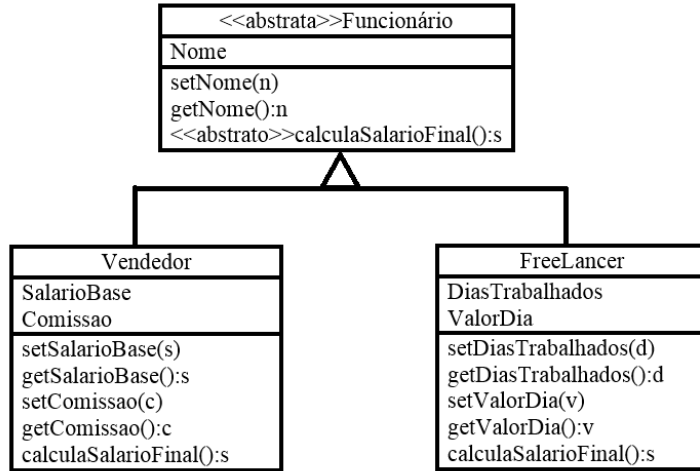 <<abstrata>>Funcionário
Nome
setNome(n)
getNome():n
<<abstrato>>calculaSalarioFinal():s
Vendedor
SalarioBase
Comissao
setSalarioBase(s)
getSalarioBase():s
setComissao(c)
getComissao():c
calculaSalarioFinal():s
FreeLancer
DiasTrabalhados
ValorDia
setDiasTrabalhados(d)
getDiasTrabalhados():d
setValorDia(v)
getValorDia():v
calculaSalarioFinal():s